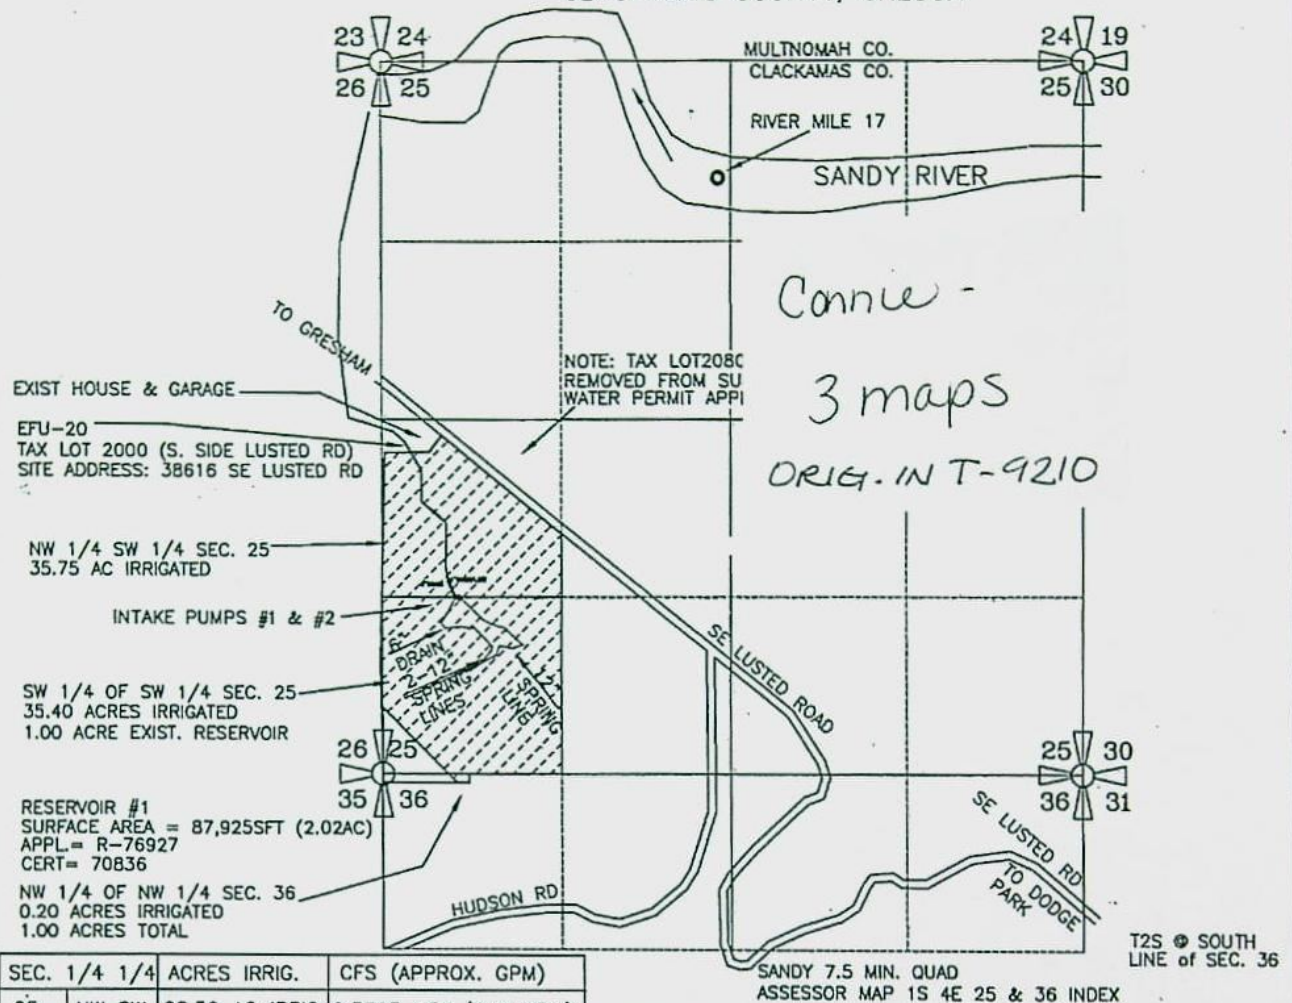 23 24
26 25
MULTNOMAH CO.
CLACKAMAS CO.
24 19
25 30
RIVER MILE 17
SANDY RIVER
Connie -
3 maps
ORIG. IN T-9210
TO GRESHAM
NOTE: TAX LOT
REMOVED FROM SU
WATER PERMIT APPI
EXIST HOUSE & GARAGE
EFU-20
TAX LOT 2000 (S. SIDE LUSTED RD)
SITE ADDRESS: 38616 SE LUSTED RD
NW 1/4 SW 1/4 SEC. 25
35.75 AC IRRIGATED
INTAKE PUMPS #1 & #2
6"
DRAIN
2-12"
SPRING
LINES
12"
SPRING
LINE
SE LUSTED ROAD
SW 1/4 OF SW 1/4 SEC. 25
35.40 ACRES IRRIGATED
1.00 ACRE EXIST. RESERVOIR
26 25
35 36
25 30
36 31
RESERVOIR #1
SURFACE AREA = 87,925SFT (2.02AC)
APPL.= R-76927
CERT= 70836
NW 1/4 OF NW 1/4 SEC. 36
0.20 ACRES IRRIGATED
1.00 ACRES TOTAL
HUDSON RD
SE LUSTED RD
TO DODGE
PARK
T2S @ SOUTH
LINE of SEC. 36
SEC. 1/4 1/4 ACRES IRRIG. CFS (APPROX. GPM)
SANDY 7.5 MIN. QUAD
ASSESSOR MAP 1S 4E 25 & 36 INDEX